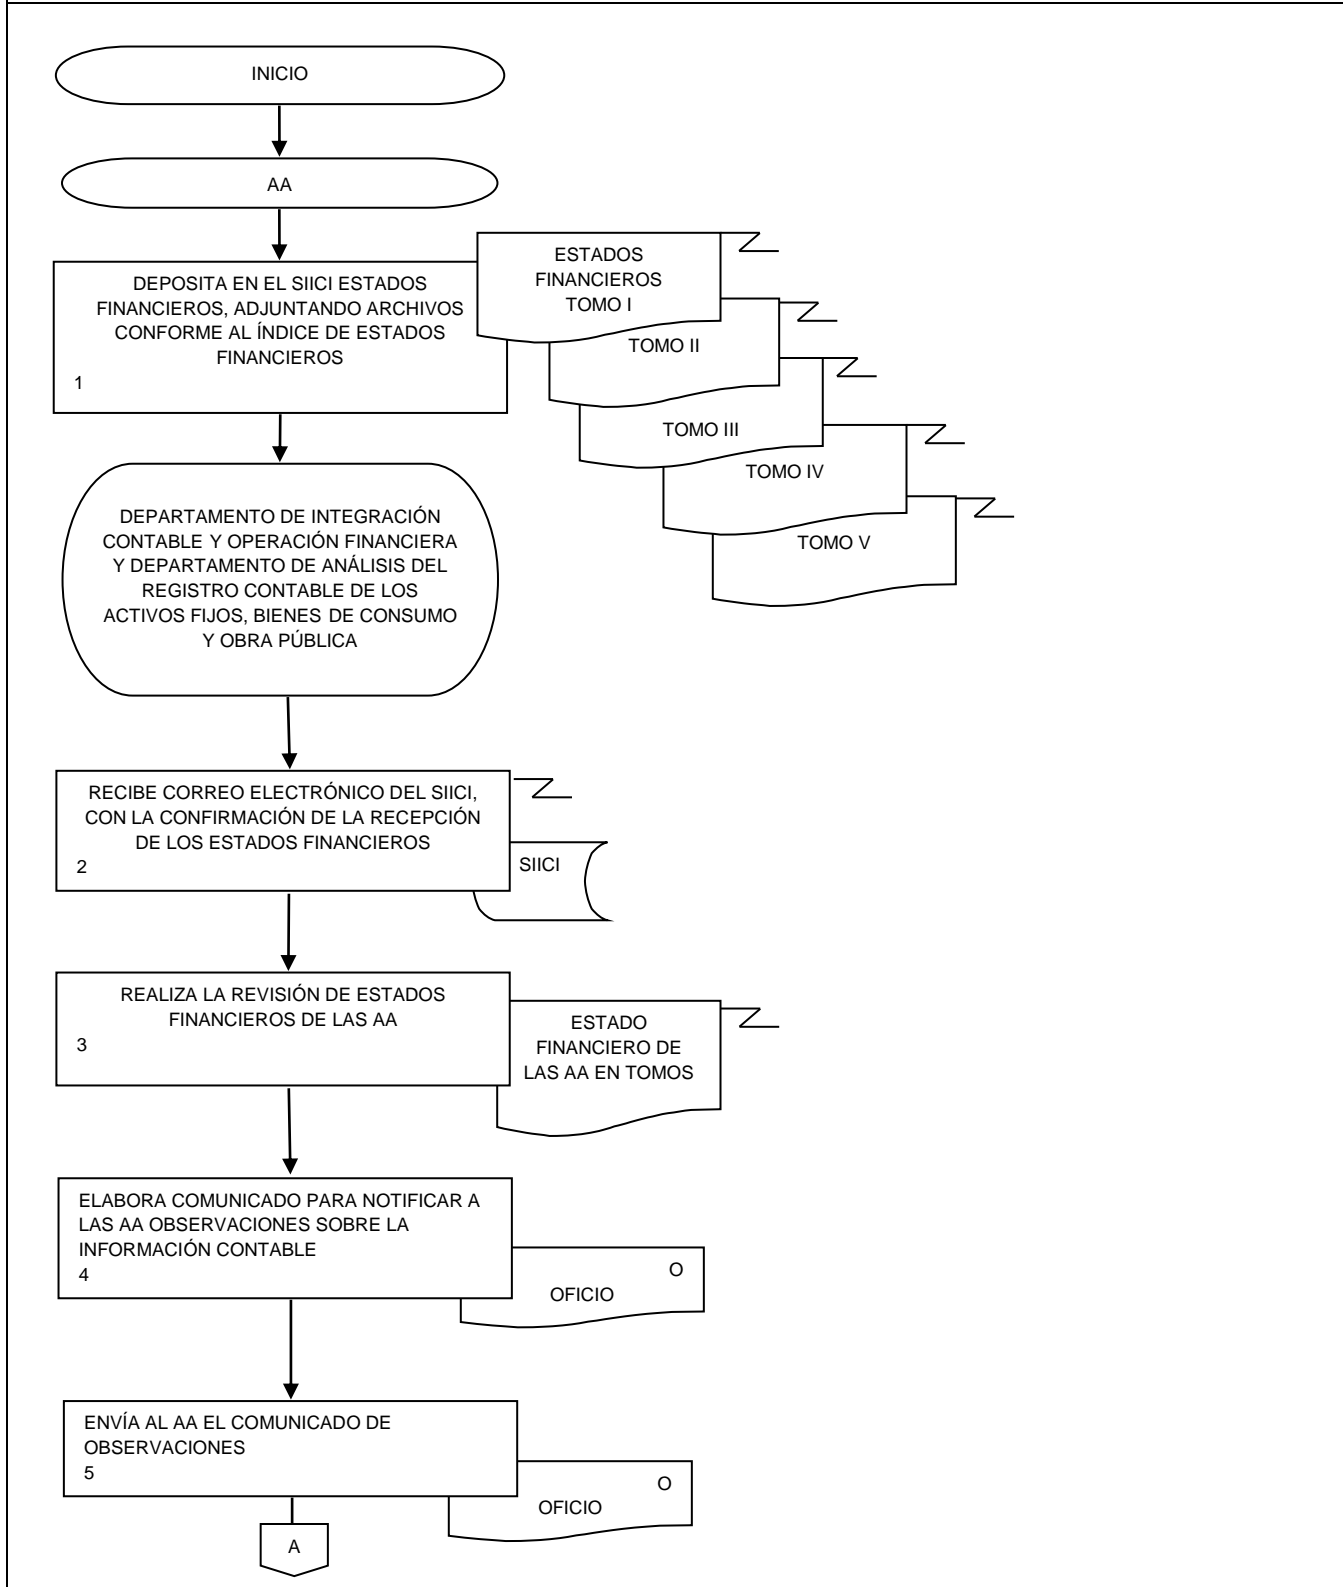 INICIO
AA
DEPOSITA EN EL SIICI ESTADOS
FINANCIEROS, ADJUNTANDO ARCHIVOS
CONFORME AL ÍNDICE DE ESTADOS
FINANCIEROS
1
ESTADOS
FINANCIEROS
TOMO I
TOMO II
TOMO III
TOMO IV
TOMO V
DEPARTAMENTO DE INTEGRACIÓN
CONTABLE Y OPERACIÓN FINANCIERA
Y DEPARTAMENTO DE ANÁLISIS DEL
REGISTRO CONTABLE DE LOS
ACTIVOS FIJOS, BIENES DE CONSUMO
Y OBRA PÚBLICA
RECIBE CORREO ELECTRÓNICO DEL SIICI,
CON LA CONFIRMACIÓN DE LA RECEPCIÓN
DE LOS ESTADOS FINANCIEROS
2
SIICI
REALIZA LA REVISIÓN DE ESTADOS
FINANCIEROS DE LAS AA
3
ESTADO
FINANCIERO DE
LAS AA EN TOMOS
ELABORA COMUNICADO PARA NOTIFICAR A
LAS AA OBSERVACIONES SOBRE LA
INFORMACIÓN CONTABLE
4
O
OFICIO
ENVÍA AL AA EL COMUNICADO DE
OBSERVACIONES
5
O
OFICIO
A